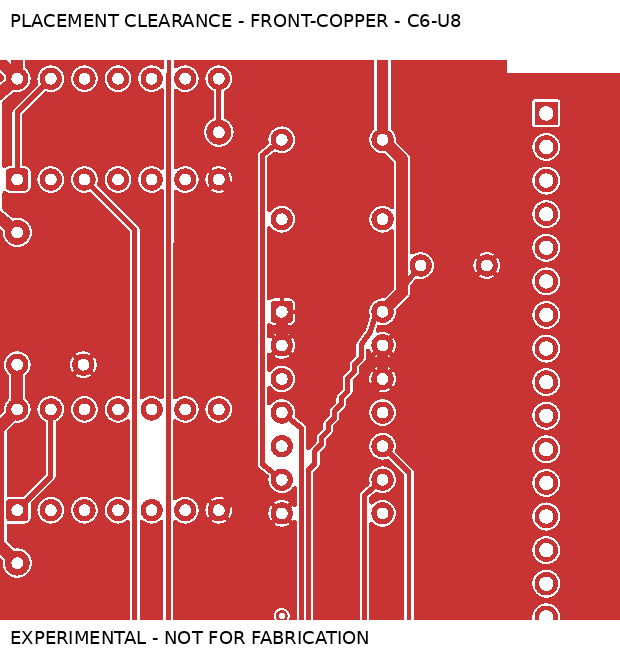 PLACEMENT CLEARANCE - FRONT-COPPER - C6-U8
EXPERIMENTAL - NOT FOR FABRICATION